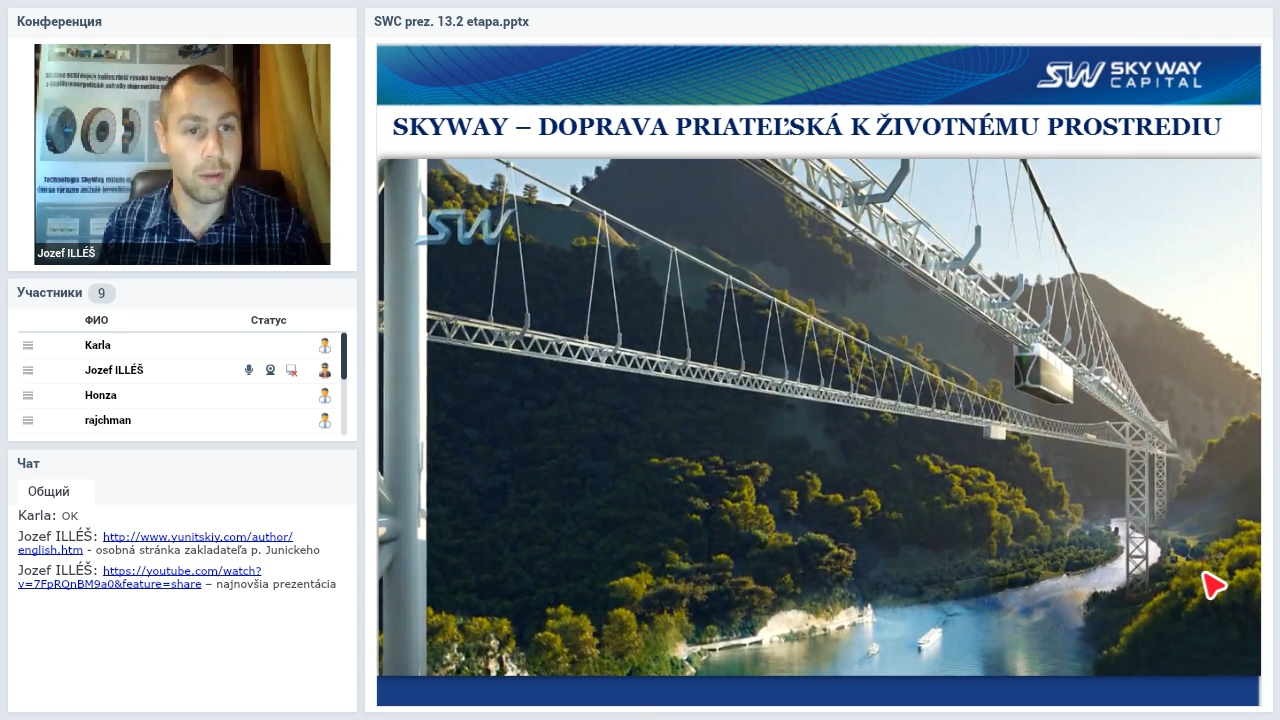 Конференция
Jozef ILLÉŠ
Участники 9
ФИО Статус
Karla
Jozef ILLÉŠ
Honza
rajchman
Чат
Общий
Karla: OK
Jozef ILLÉŠ: http://www.yunitskiy.com/author/
english.htm - osobná stránka zakladateľa p. Junickeho
Jozef ILLÉŠ: https://youtube.com/watch?
v=7FpRQnBM9a0&feature=share – najnovšia prezentácia
SWC prez. 13.2 etapa.pptx
SW SKY WAY
CAPITAL
SKYWAY – DOPRAVA PRIATEĽSKÁ K ŽIVOTNÉMU PROSTREDIU
SW